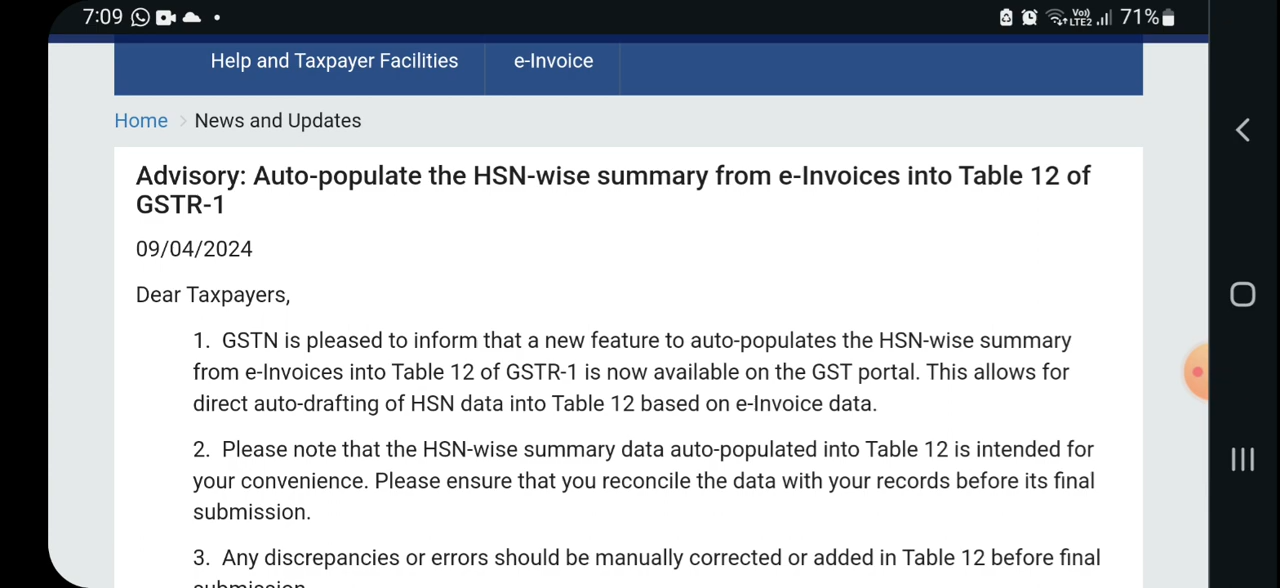 7:09
Vo)) LTE2 71%
Help and Taxpayer Facilities e-Invoice
Home > News and Updates
Advisory: Auto-populate the HSN-wise summary from e-Invoices into Table 12 of
GSTR-1
09/04/2024
Dear Taxpayers,
1. GSTN is pleased to inform that a new feature to auto-populates the HSN-wise summary
from e-Invoices into Table 12 of GSTR-1 is now available on the GST portal. This allows for
direct auto-drafting of HSN data into Table 12 based on e-Invoice data.
2. Please note that the HSN-wise summary data auto-populated into Table 12 is intended for
your convenience. Please ensure that you reconcile the data with your records before its final
submission.
3. Any discrepancies or errors should be manually corrected or added in Table 12 before final
submission